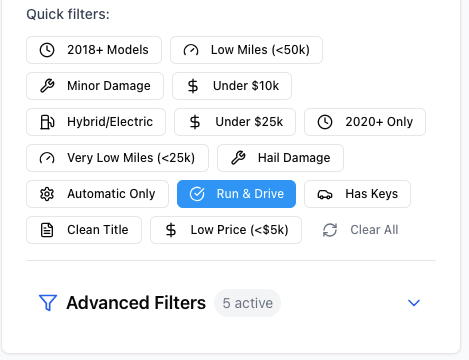 Quick filters:
2018+ Models Low Miles (<50k)
Minor Damage Under $10k
Hybrid/Electric Under $25k 2020+ Only
Very Low Miles (<25k) Hail Damage
Automatic Only Run & Drive Has Keys
Clean Title Low Price (<$5k) Clear All
Advanced Filters 5 active